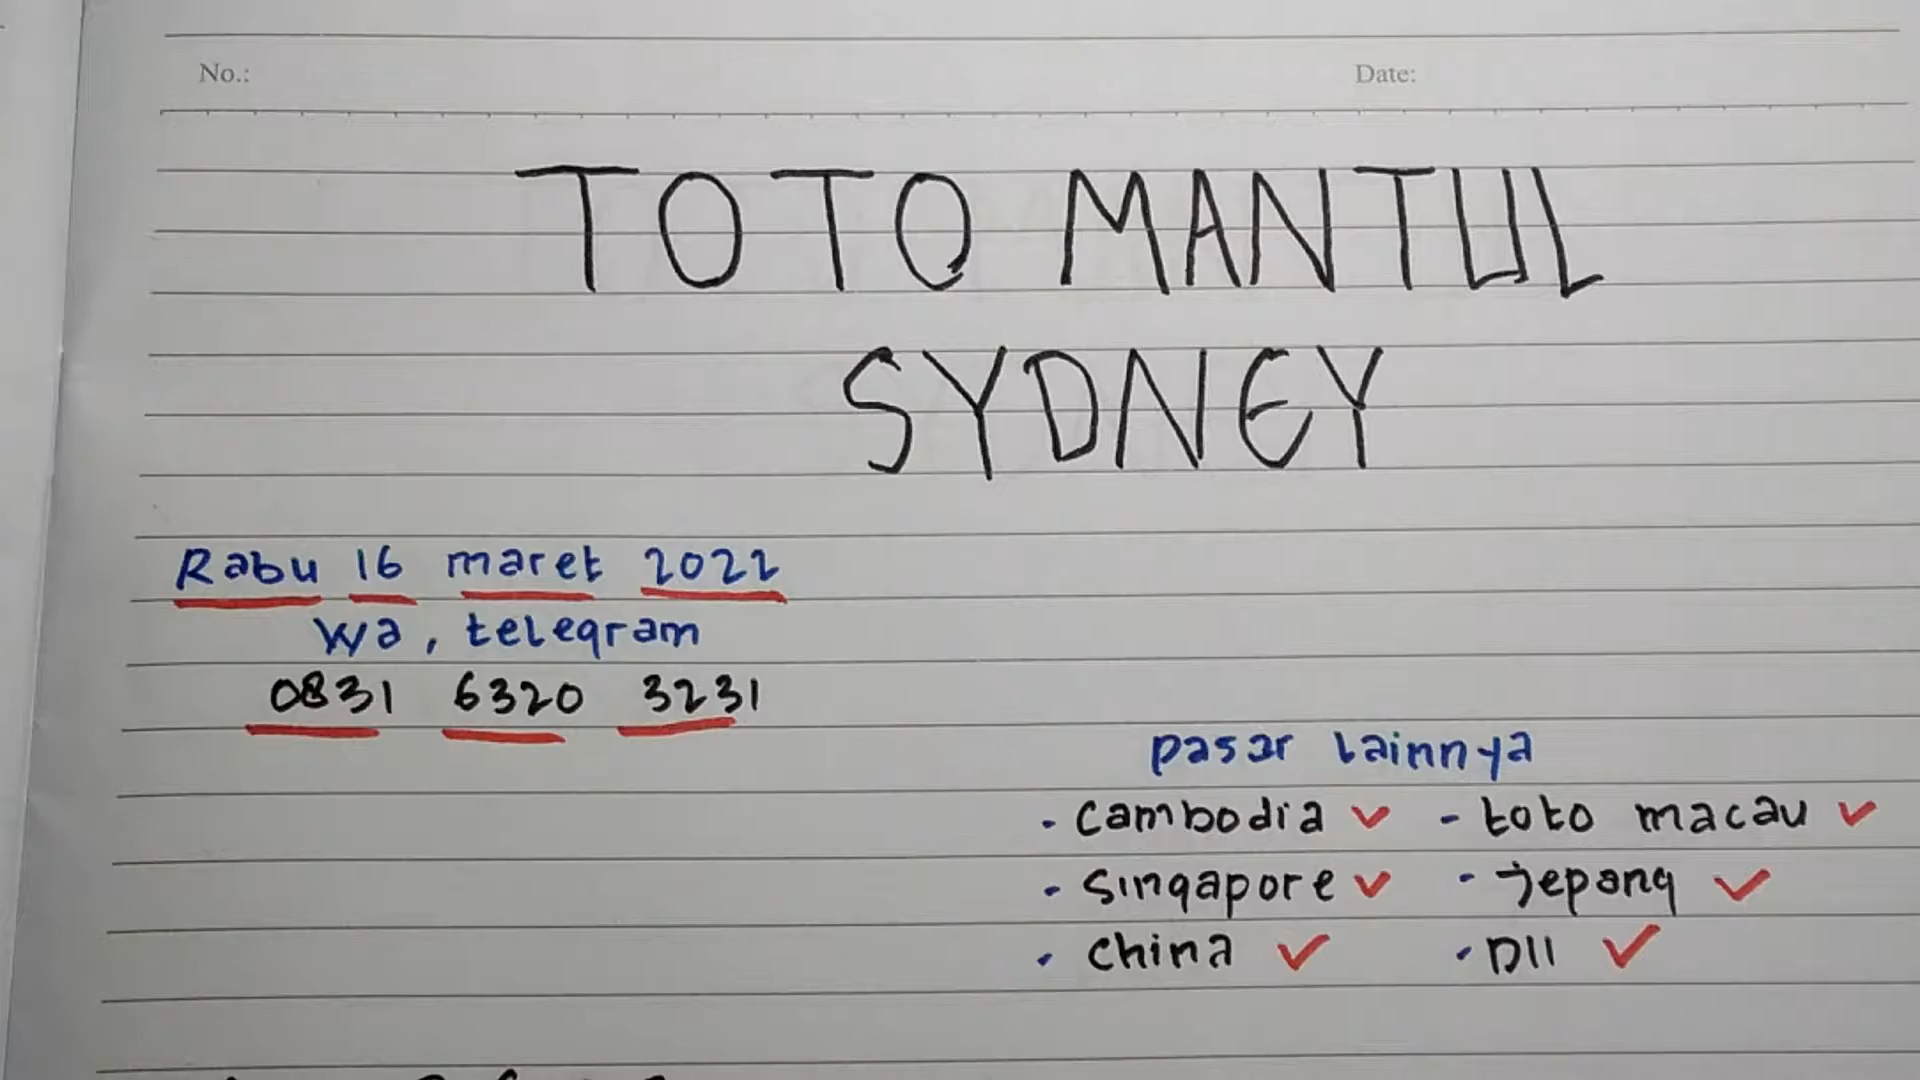 No.:
Date:
TOTO MANTUL
SYDNEY
Rabu 16 maret 2022
Wa, telegram
0831 6320 3231
Pasar lainnya
- Cambodia ✓ - toto macau ✓
- Singapore ✓ - Jepang ✓
- China ✓ - Dll ✓